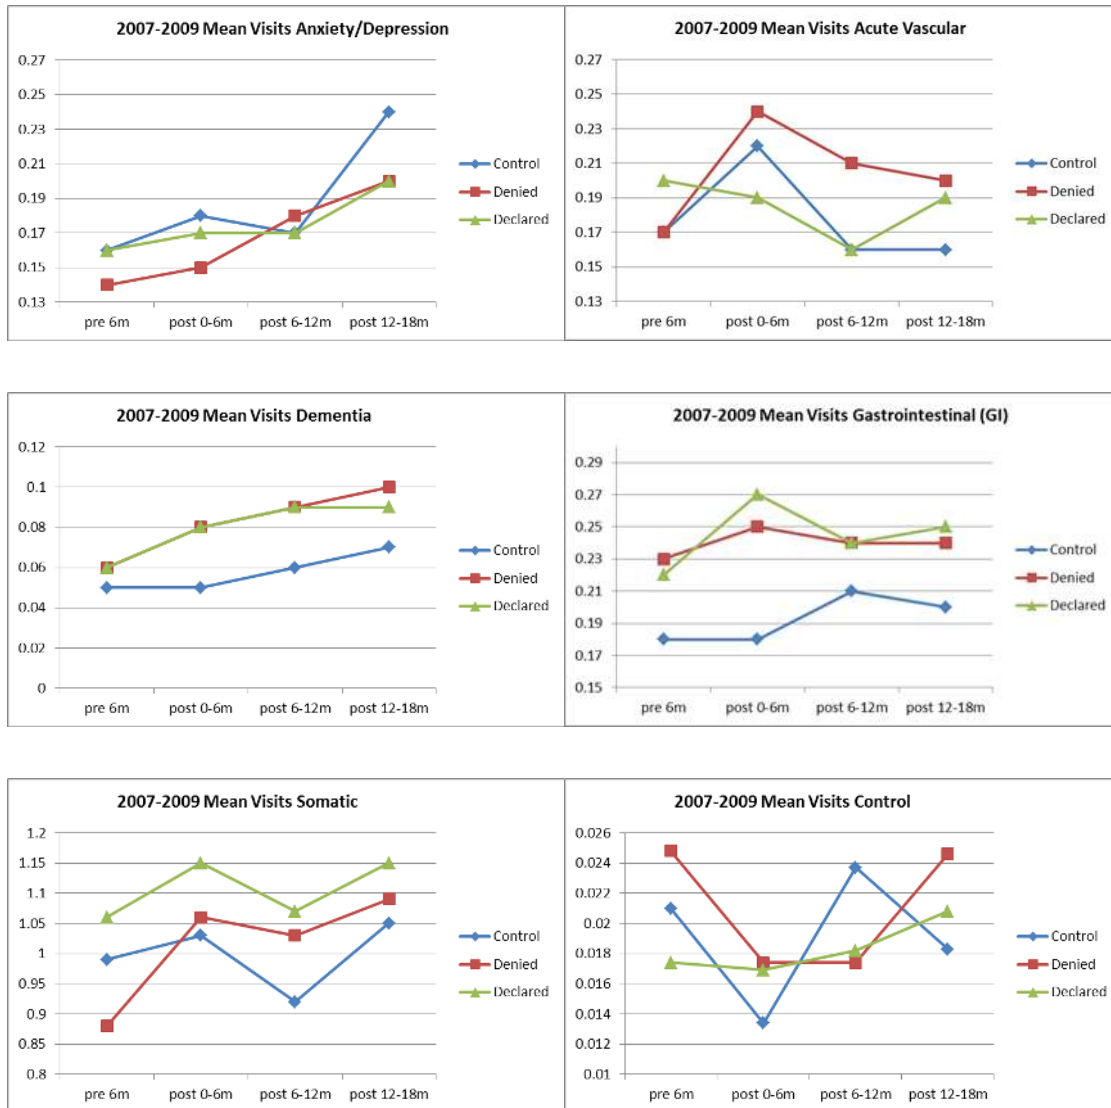 2007-2009 Mean Visits Anxiety/Depression
0.27
0.25
0.23
0.21
0.19
0.17
0.15
0.13
pre 6m post 0-6m post 6-12m post 12-18m
Control
Denied
Declared
2007-2009 Mean Visits Acute Vascular
0.27
0.25
0.23
0.21
0.19
0.17
0.15
0.13
pre 6m post 0-6m post 6-12m post 12-18m
Control
Denied
Declared
2007-2009 Mean Visits Dementia
0.12
0.1
0.08
0.06
0.04
0.02
0
pre 6m post 0-6m post 6-12m post 12-18m
Control
Denied
Declared
2007-2009 Mean Visits Gastrointestinal (GI)
0.29
0.27
0.25
0.23
0.21
0.19
0.17
0.15
pre 6m post 0-6m post 6-12m post 12-18m
Control
Denied
Declared
2007-2009 Mean Visits Somatic
1.2
1.15
1.1
1.05
1
0.95
0.9
0.85
0.8
pre 6m post 0-6m post 6-12m post 12-18m
Control
Denied
Declared
2007-2009 Mean Visits Control
0.026
0.024
0.022
0.02
0.018
0.016
0.014
0.012
0.01
pre 6m post 0-6m post 6-12m post 12-18m
Control
Denied
Declared